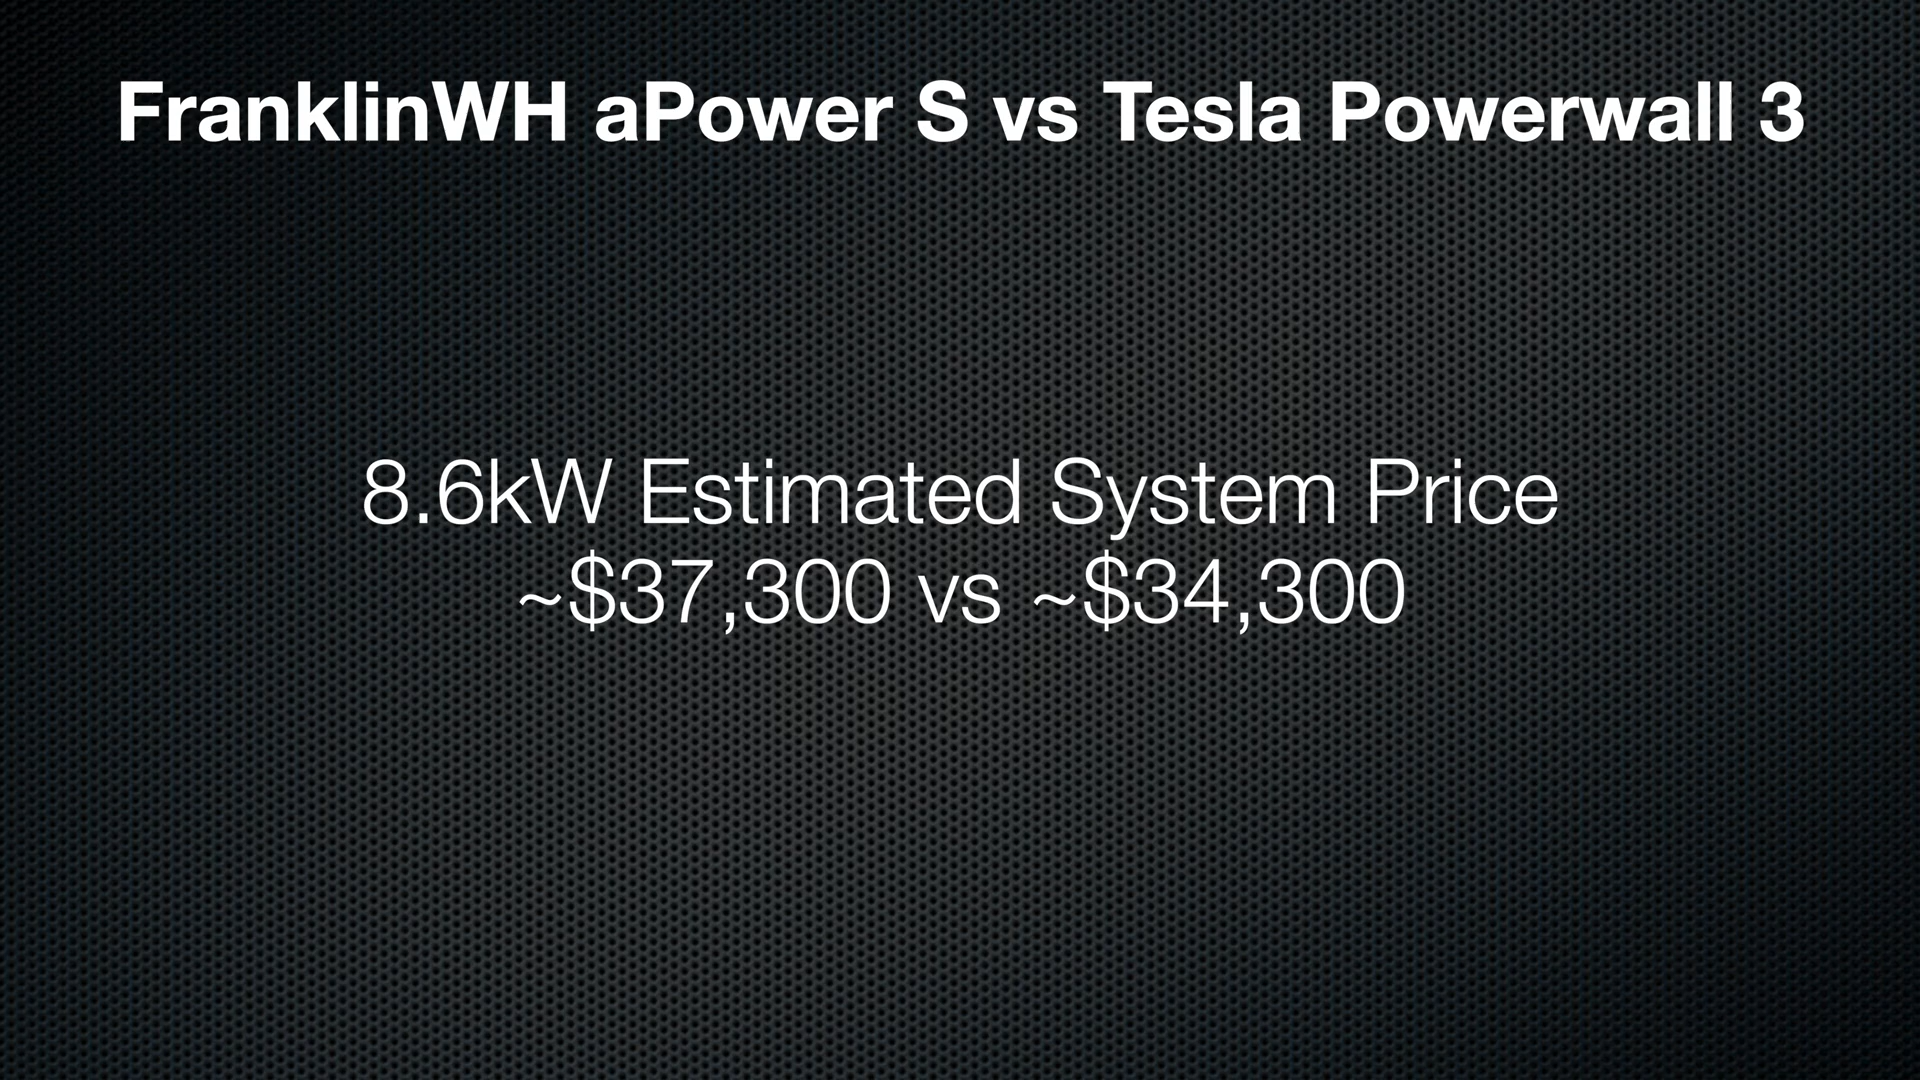 FranklinWH aPower S vs Tesla Powerwall 3
8.6kW Estimated System Price
~$37,300 vs ~$34,300